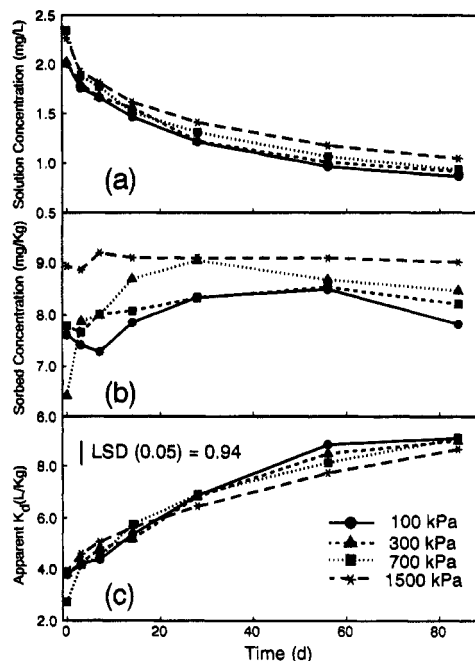 2.5
2.0
1.5
1.0
0.5
Solution Concentration (mg/L)
(a)
9.0
8.0
7.0
6.0
Sorbed Concentration (mg/Kg)
(b)
8.0
6.0
4.0
2.0
Apparent Kd(L/Kg)
LSD (0.05) = 0.94
(c)
100 kPa
300 kPa
700 kPa
1500 kPa
0 20 40 60 80
Time (d)